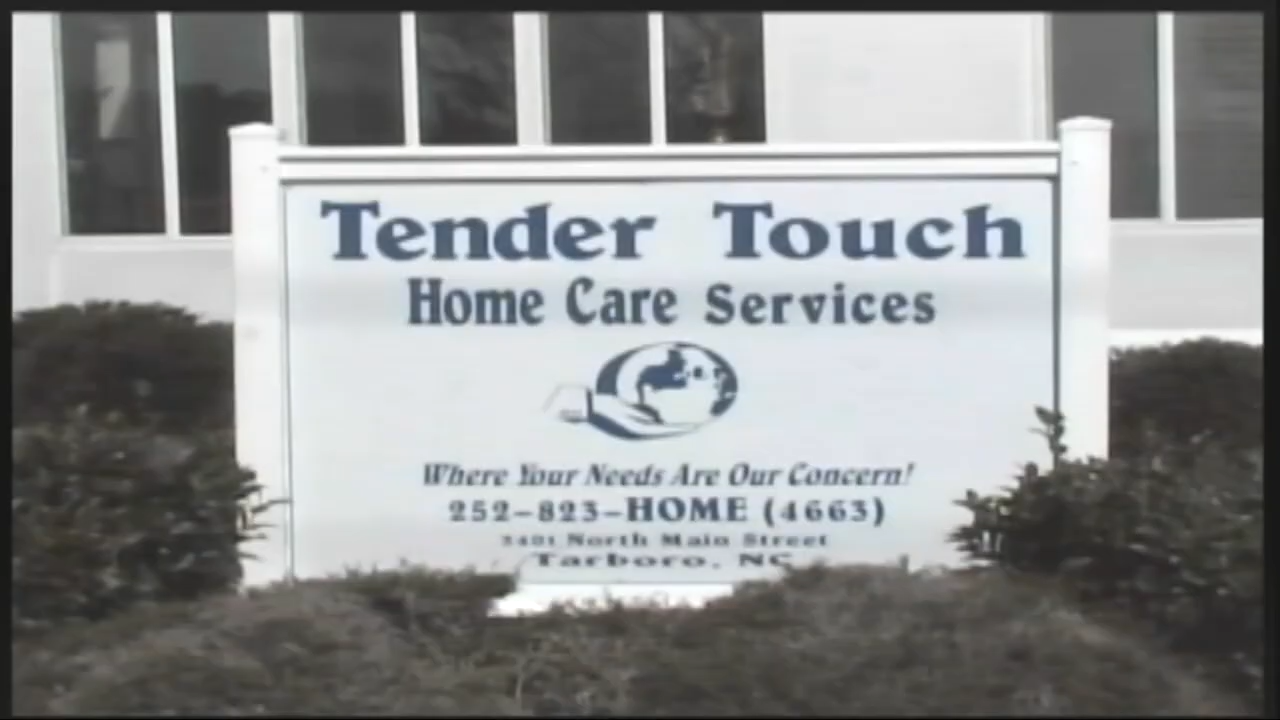 Tender Touch
Home Care Services
Where Your Needs Are Our Concern!
252-823-HOME (4663)
North Main Street
Tarboro, NC